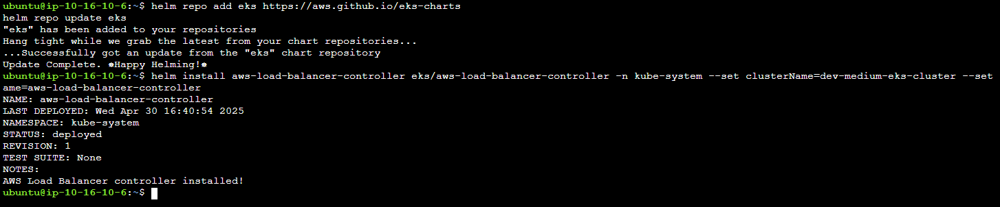 ubuntu@ip-10-16-10-6:~$ helm repo add eks https://aws.github.io/eks-charts
helm repo update eks
"eks" has been added to your repositories
Hang tight while we grab the latest from your chart repositories...
...Successfully got an update from the "eks" chart repository
Update Complete. ⎈Happy Helming!⎈
ubuntu@ip-10-16-10-6:~$ helm install aws-load-balancer-controller eks/aws-load-balancer-controller -n kube-system --set clusterName=dev-medium-eks-cluster --set
ame=aws-load-balancer-controller
NAME: aws-load-balancer-controller
LAST DEPLOYED: Wed Apr 30 16:40:54 2025
NAMESPACE: kube-system
STATUS: deployed
REVISION: 1
TEST SUITE: None
NOTES:
AWS Load Balancer controller installed!
ubuntu@ip-10-16-10-6:~$